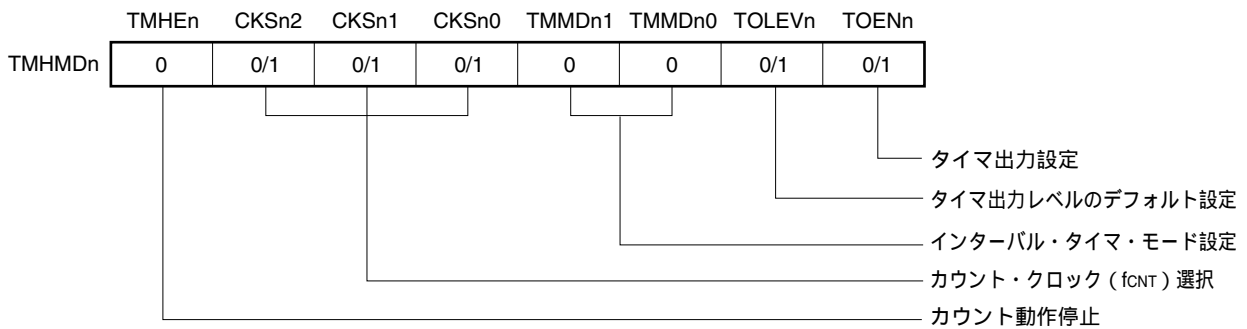 TMHEn CKSn2 CKSn1 CKSn0 TMMDn1 TMMDn0 TOLEVn TOENn
TMHMDn 0 0/1 0/1 0/1 0 0 0/1 0/1
タイマ出力設定
タイマ出力レベルのデフォルト設定
インターバル・タイマ・モード設定
カウント・クロック(fCNT)選択
カウント動作停止